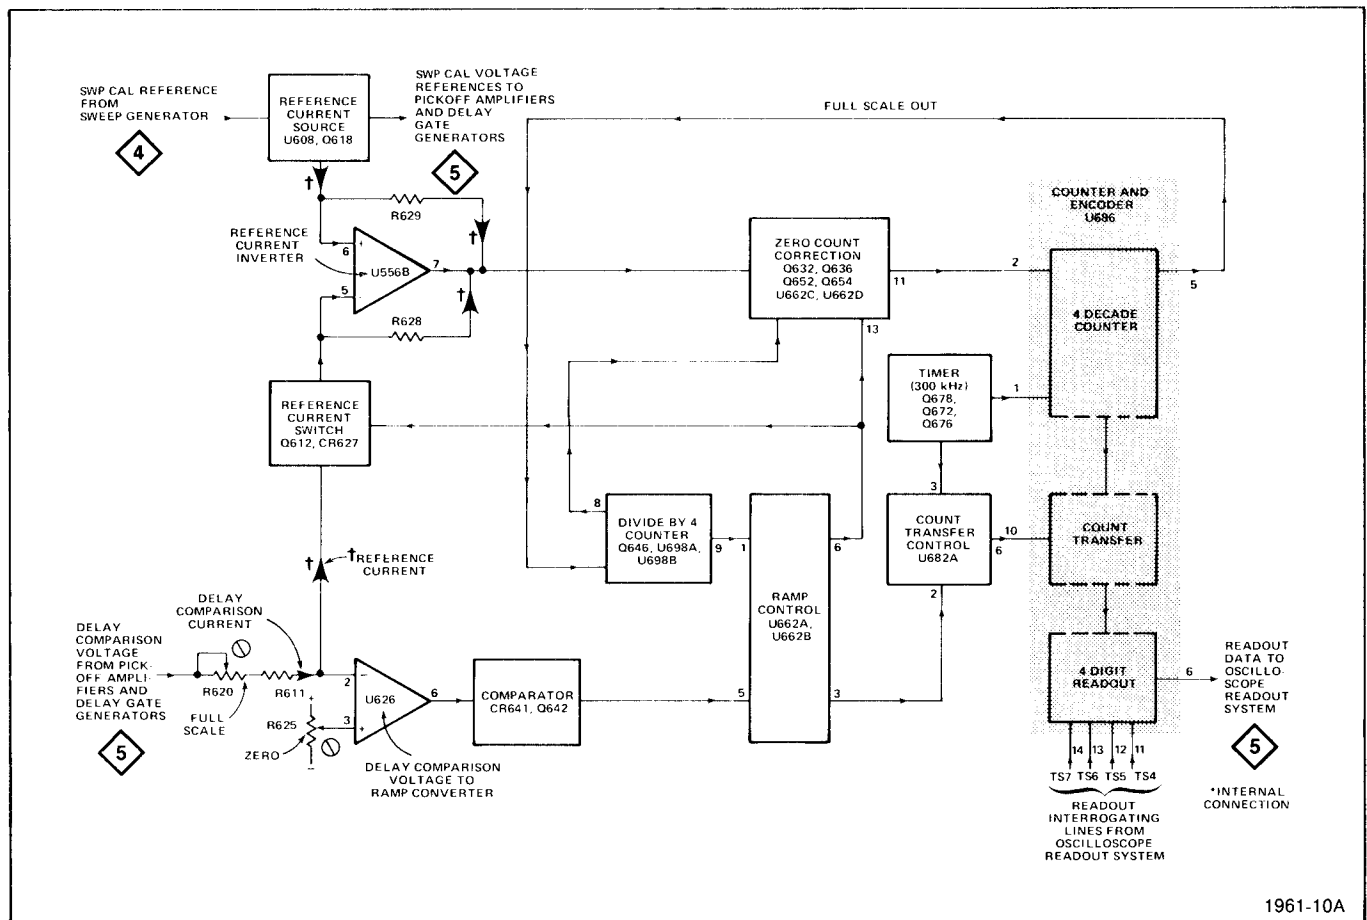 SWP CAL REFERENCE
FROM
SWEEP GENERATOR
4
REFERENCE
CURRENT
SOURCE
U608, Q618
SWP CAL VOLTAGE
REFERENCES TO
PICKOFF AMPLIFIERS
AND DELAY
GATE
GENERATORS
5
FULL SCALE OUT
†
R629
†
REFERENCE
CURRENT
INVERTER
6
+
U556B
7
5
−
†
R628
ZERO COUNT
CORRECTION
Q632, Q636
Q652, Q654
U662C, U662D
11
13
COUNTER AND
ENCODER
U686
2
4 DECADE
COUNTER
5
TIMER
(300 kHz)
Q678,
Q672,
Q676
1
REFERENCE
CURRENT
SWITCH
Q612, CR627
3
8
DIVIDE BY 4
COUNTER
Q646, U698A,
U698B
9
1
6
RAMP
CONTROL
U662A,
U662B
5
3
COUNT
TRANSFER
CONTROL
U682A
6
10
2
COUNT
TRANSFER
†
†REFERENCE
CURRENT
DELAY
COMPARISON
CURRENT
DELAY
COMPARISON
VOLTAGE
FROM PICK-
OFF AMPLI-
FIERS AND
DELAY GATE
GENERATORS
5
R620
FULL
SCALE
R611
+
R625
ZERO
−
2
−
3
+
U626
6
DELAY COMPARISON
VOLTAGE TO
RAMP CONVERTER
COMPARATOR
CR641, Q642
4 DIGIT
READOUT
6
READOUT
DATA TO
OSCILLO-
SCOPE
READOUT
SYSTEM
5
14 13 12 11
TS7 TS6 TS5 TS4
READOUT
INTERROGATING
LINES FROM
OSCILLOSCOPE
READOUT SYSTEM
*INTERNAL
CONNECTION
1961-10A